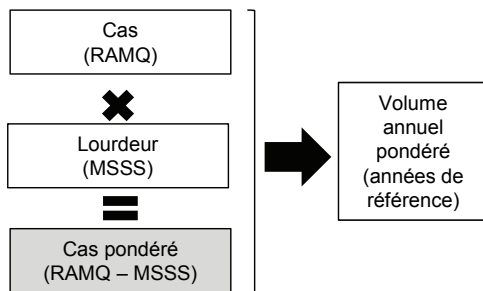 Cas
(RAMQ)
Lourdeur
(MSSS)
Cas pondéré
(RAMQ – MSSS)
Volume
annuel
pondéré
(années de
référence)